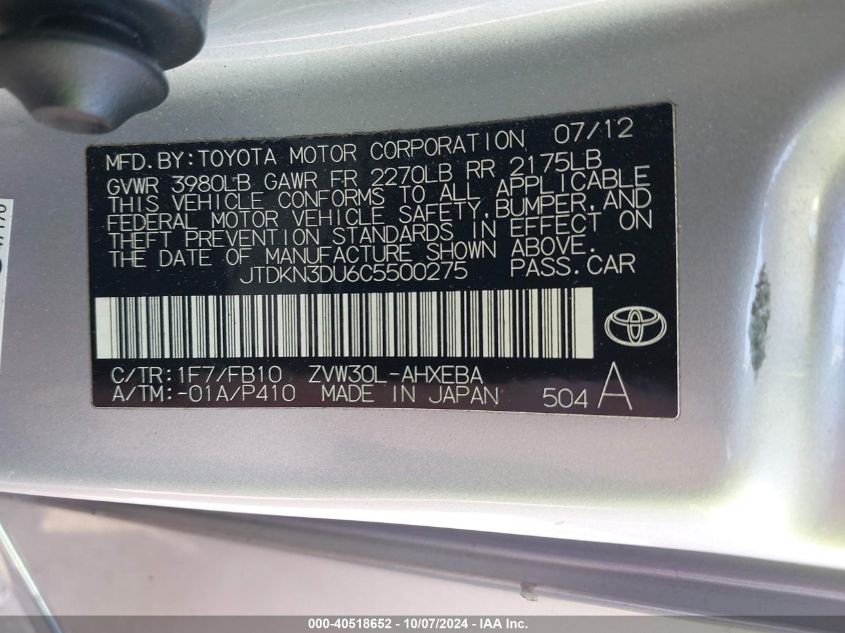 MFD. BY: TOYOTA MOTOR CORPORATION 07/12
GVWR 3980LB GAWR FR 2270LB RR 2175LB
THIS VEHICLE CONFORMS TO ALL APPLICABLE
FEDERAL MOTOR VEHICLE SAFETY, BUMPER, AND
THEFT PREVENTION STANDARDS IN EFFECT ON
THE DATE OF MANUFACTURE SHOWN ABOVE.
JTDKN3DU6C5500275 PASS. CAR
C/TR: 1F7/FB10 ZVW30L-AHXEBA
A/TM: -01A/P410 MADE IN JAPAN 504 A
000-40518652 - 10/07/2024 - IAA Inc.